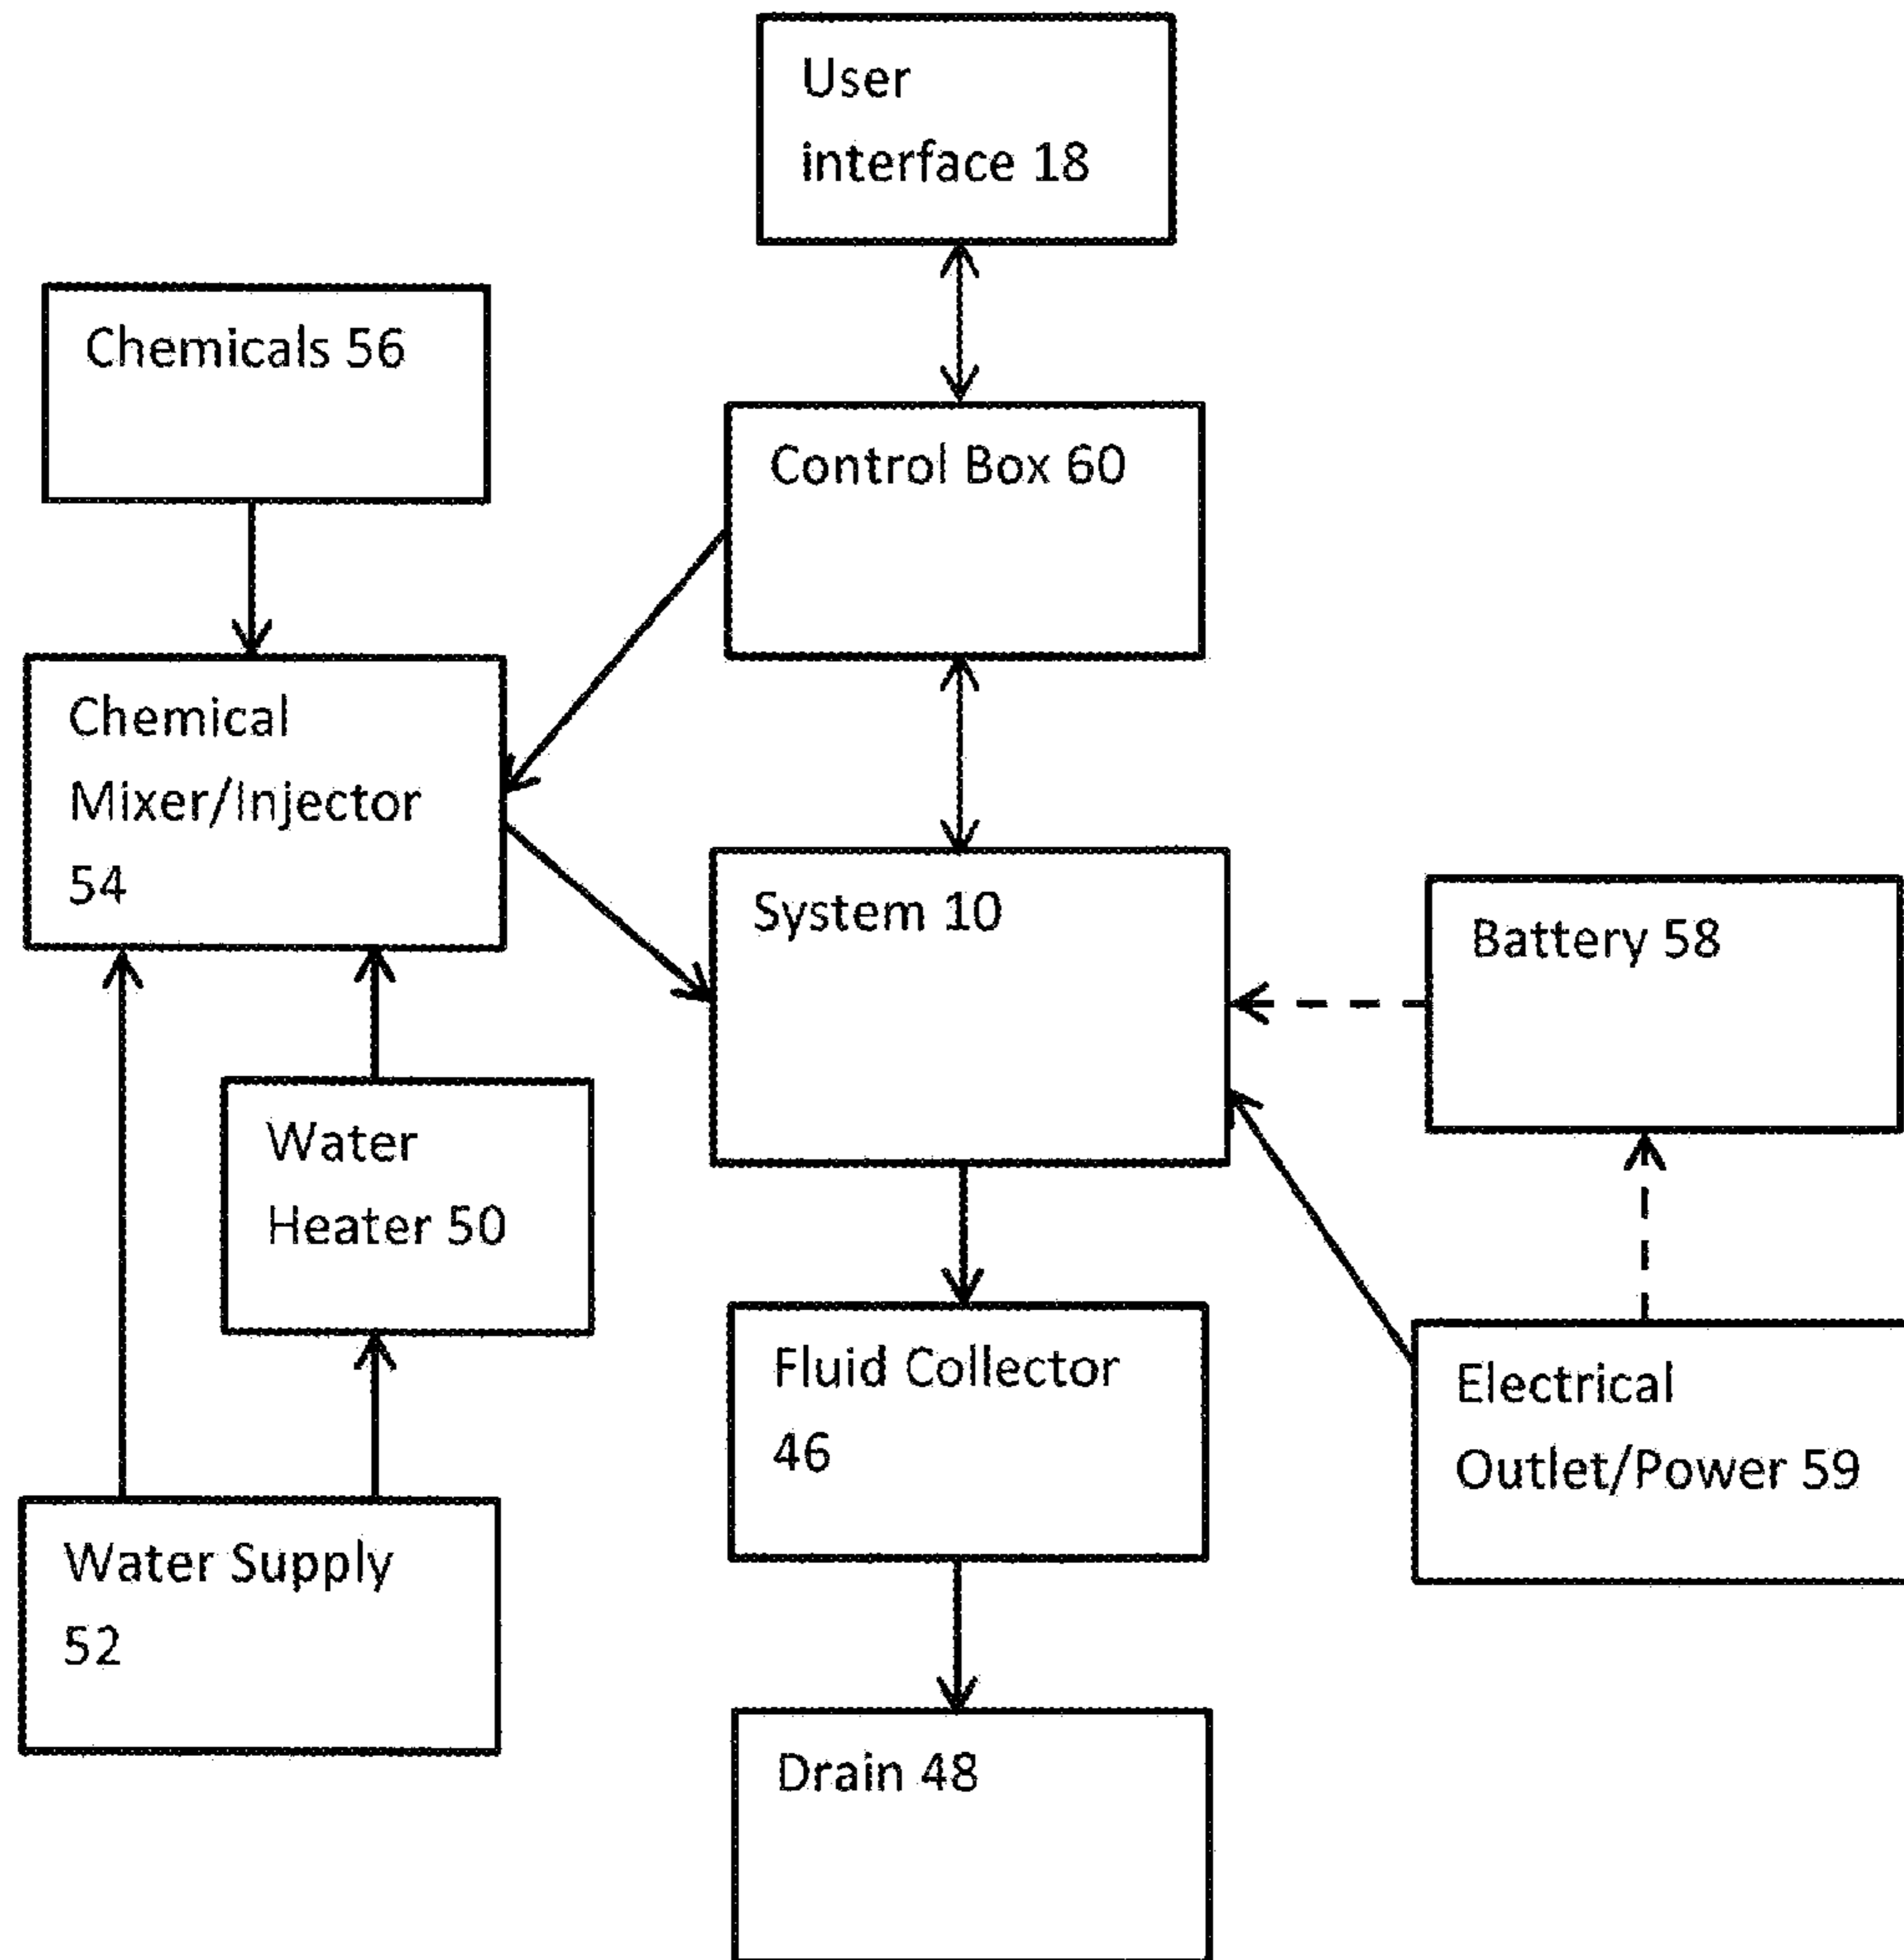 User
interface 18
Chemicals 56
Control Box 60
Chemical
Mixer/Injector
54
System 10
Battery 58
Water
Heater 50
Fluid Collector
46
Electrical
Outlet/Power 59
Water Supply
52
Drain 48